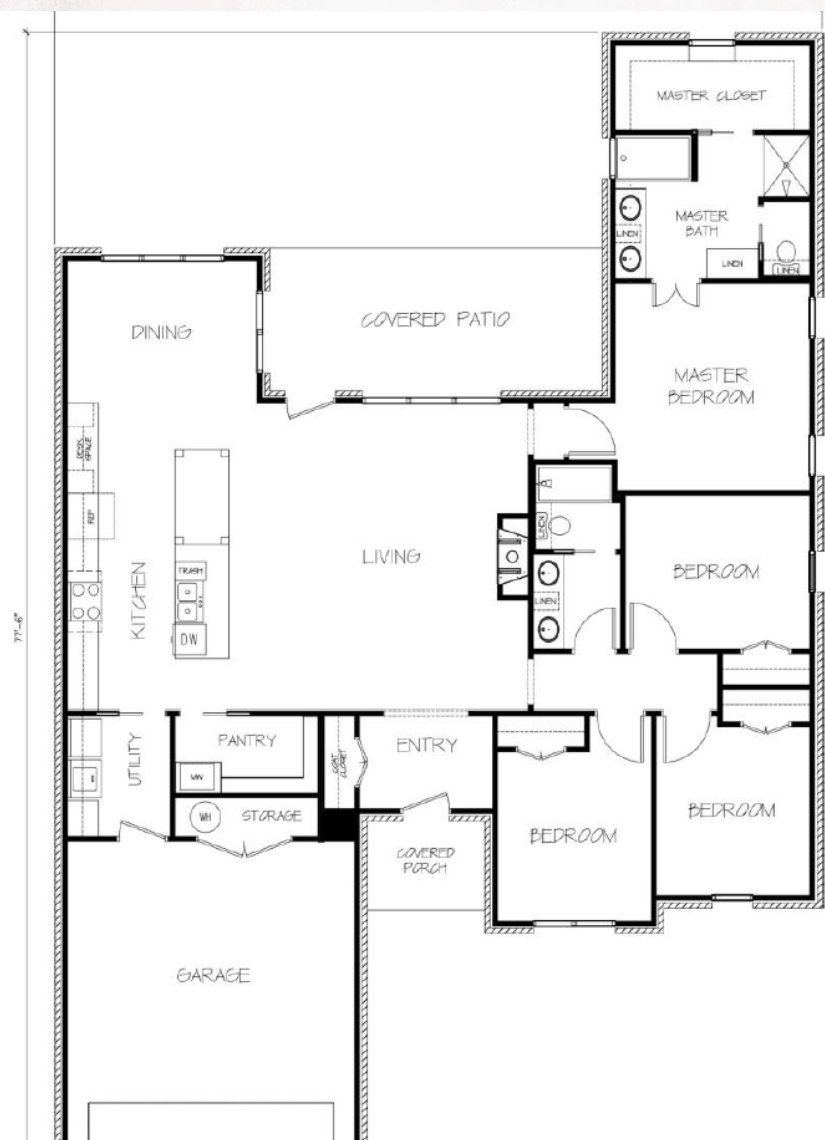 MASTER CLOSET
MASTER
BATH
LINEN
LINEN
LINEN
COVERED PATIO
DINING
MASTER
BEDROOM
DESK
SPACE
REF
LINEN
LIVING
BEDROOM
KITCHEN
TRASH
LINEN
DW
77'-6"
PANTRY
ENTRY
UTILITY
COAT
CLOSET
MW
WH
STORAGE
BEDROOM
BEDROOM
COVERED
PORCH
GARAGE